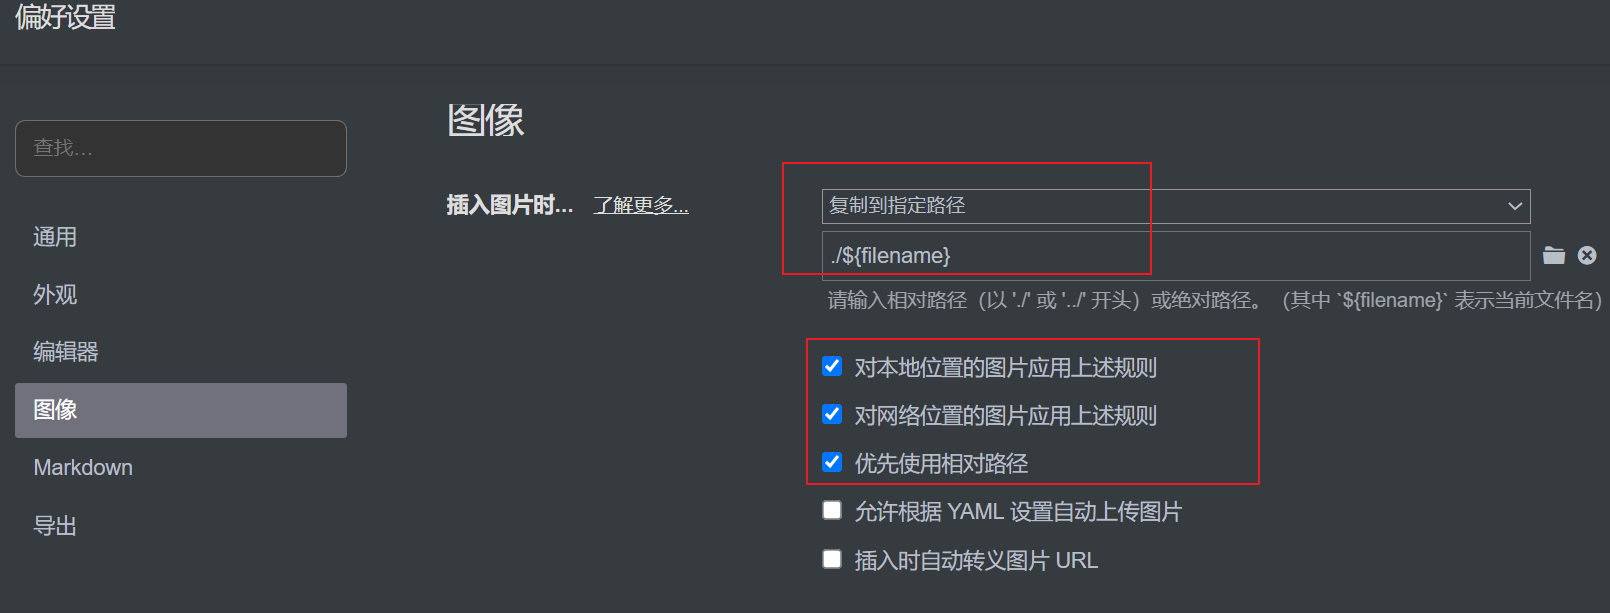 偏好设置
查找...
通用
外观
编辑器
图像
Markdown
导出
图像
插入图片时... 了解更多...
复制到指定路径
./${filename}
请输入相对路径（以 './' 或 '../' 开头）或绝对路径。（其中 `${filename}` 表示当前文件名）
对本地位置的图片应用上述规则
对网络位置的图片应用上述规则
优先使用相对路径
允许根据 YAML 设置自动上传图片
插入时自动转义图片 URL